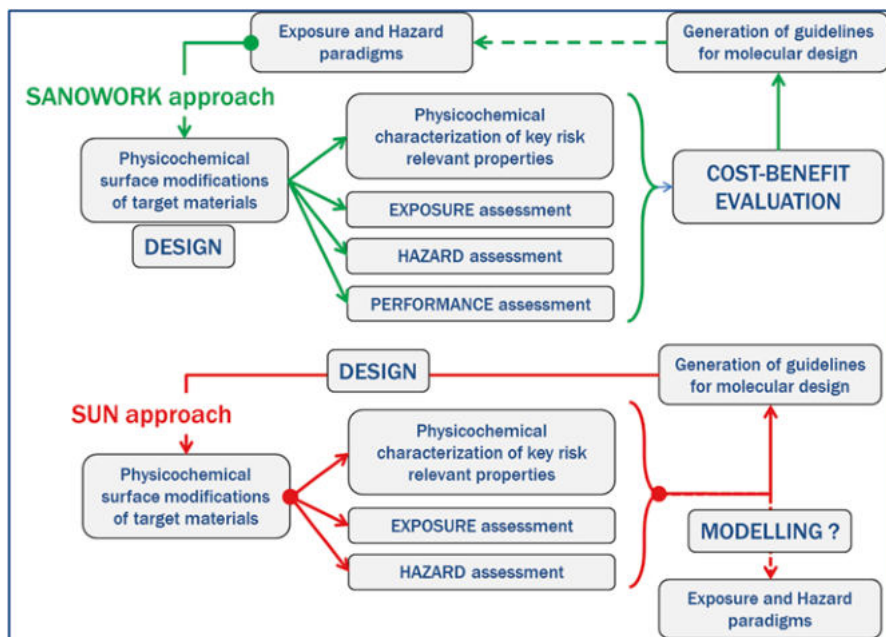 Exposure and Hazard
paradigms
Generation of guidelines
for molecular design
SANOWORK approach
Physicochemical
surface modifications
of target materials
DESIGN
Physicochemical
characterization of key risk
relevant properties
EXPOSURE assessment
HAZARD assessment
PERFORMANCE assessment
COST-BENEFIT
EVALUATION
DESIGN
Generation of guidelines
for molecular design
SUN approach
Physicochemical
surface modifications
of target materials
Physicochemical
characterization of key risk
relevant properties
EXPOSURE assessment
HAZARD assessment
MODELLING ?
Exposure and Hazard
paradigms